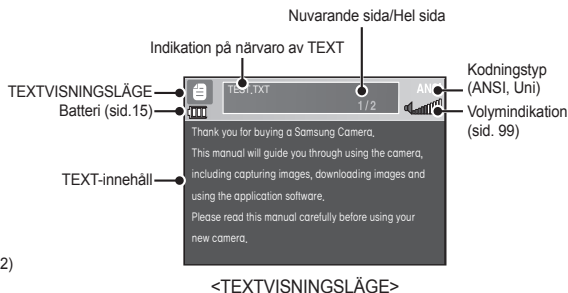 Nuvarande sida/Hel sida
Indikation på närvaro av TEXT
Kodningstyp
(ANSI, Uni)
TEXTVISNINGSLÄGE
TEST.TXT
Batteri (sid.15)
1 / 2
Volymindikation
(sid. 99)
Thank you for buying a Samsung Camera.
This manual will guide you through using the camera,
TEXT-innehåll
including capturing images, downloading images and
using the application software.
Please read this manual carefully before using your
new camera.
2)
<TEXTVISNINGSLÄGE>